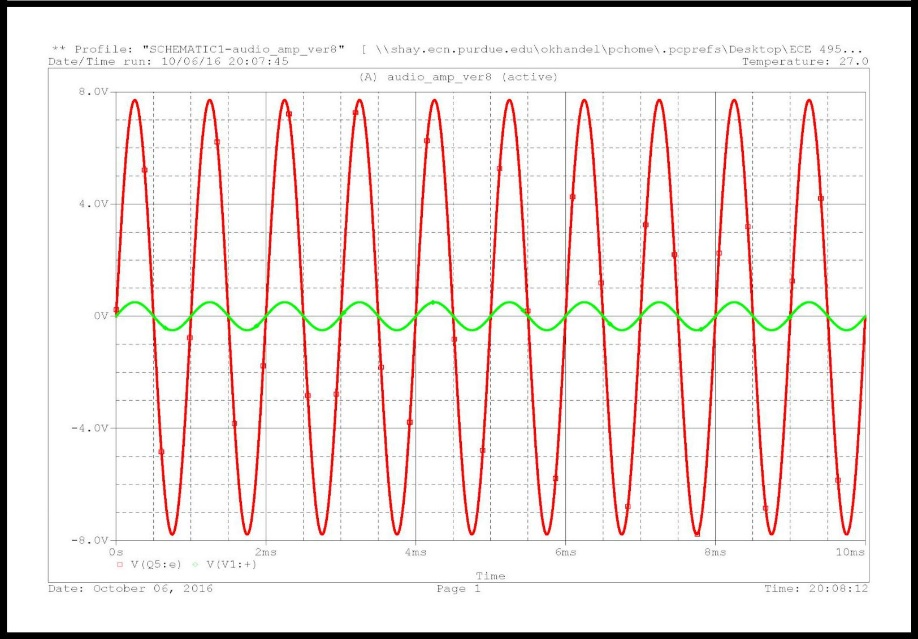 ** Profile: "SCHEMATIC1-audio_amp_ver8"  [ \\shay.ecn.purdue.edu\okhandel\pchome\.pcprefs\Desktop\ECE 495...
Date/Time run: 10/06/16 20:07:45 Temperature: 27.0
(A) audio_amp_ver8 (active)
8.0V
4.0V
0V
-4.0V
-8.0V
0s 2ms 4ms 6ms 8ms 10ms
V(Q5:e) V(V1:+)
Time
Date: October 06, 2016 Page 1 Time: 20:08:12